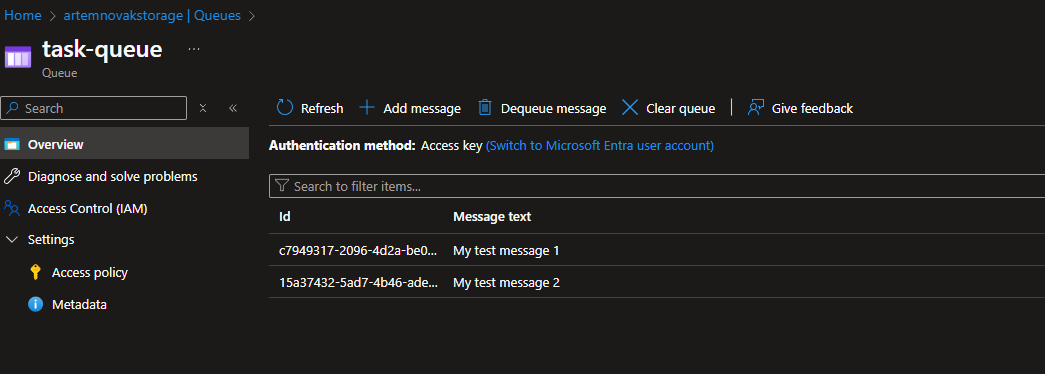 Home > artemnovakstorage | Queues >
task-queue ...
Queue
Search
Refresh Add message Dequeue message Clear queue Give feedback
Overview
Authentication method: Access key (Switch to Microsoft Entra user account)
Diagnose and solve problems
Search to filter items...
Access Control (IAM)
Id Message text
Settings
c7949317-2096-4d2a-be0... My test message 1
Access policy
15a37432-5ad7-4b46-ade... My test message 2
Metadata